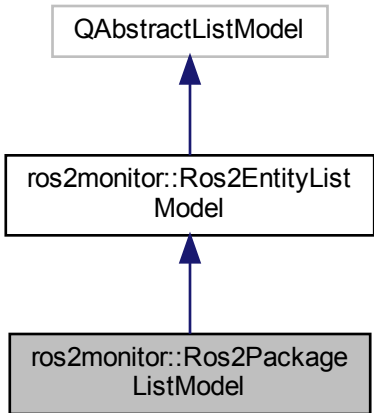 QAbstractListModel
ros2monitor::Ros2EntityList
Model
ros2monitor::Ros2Package
ListModel